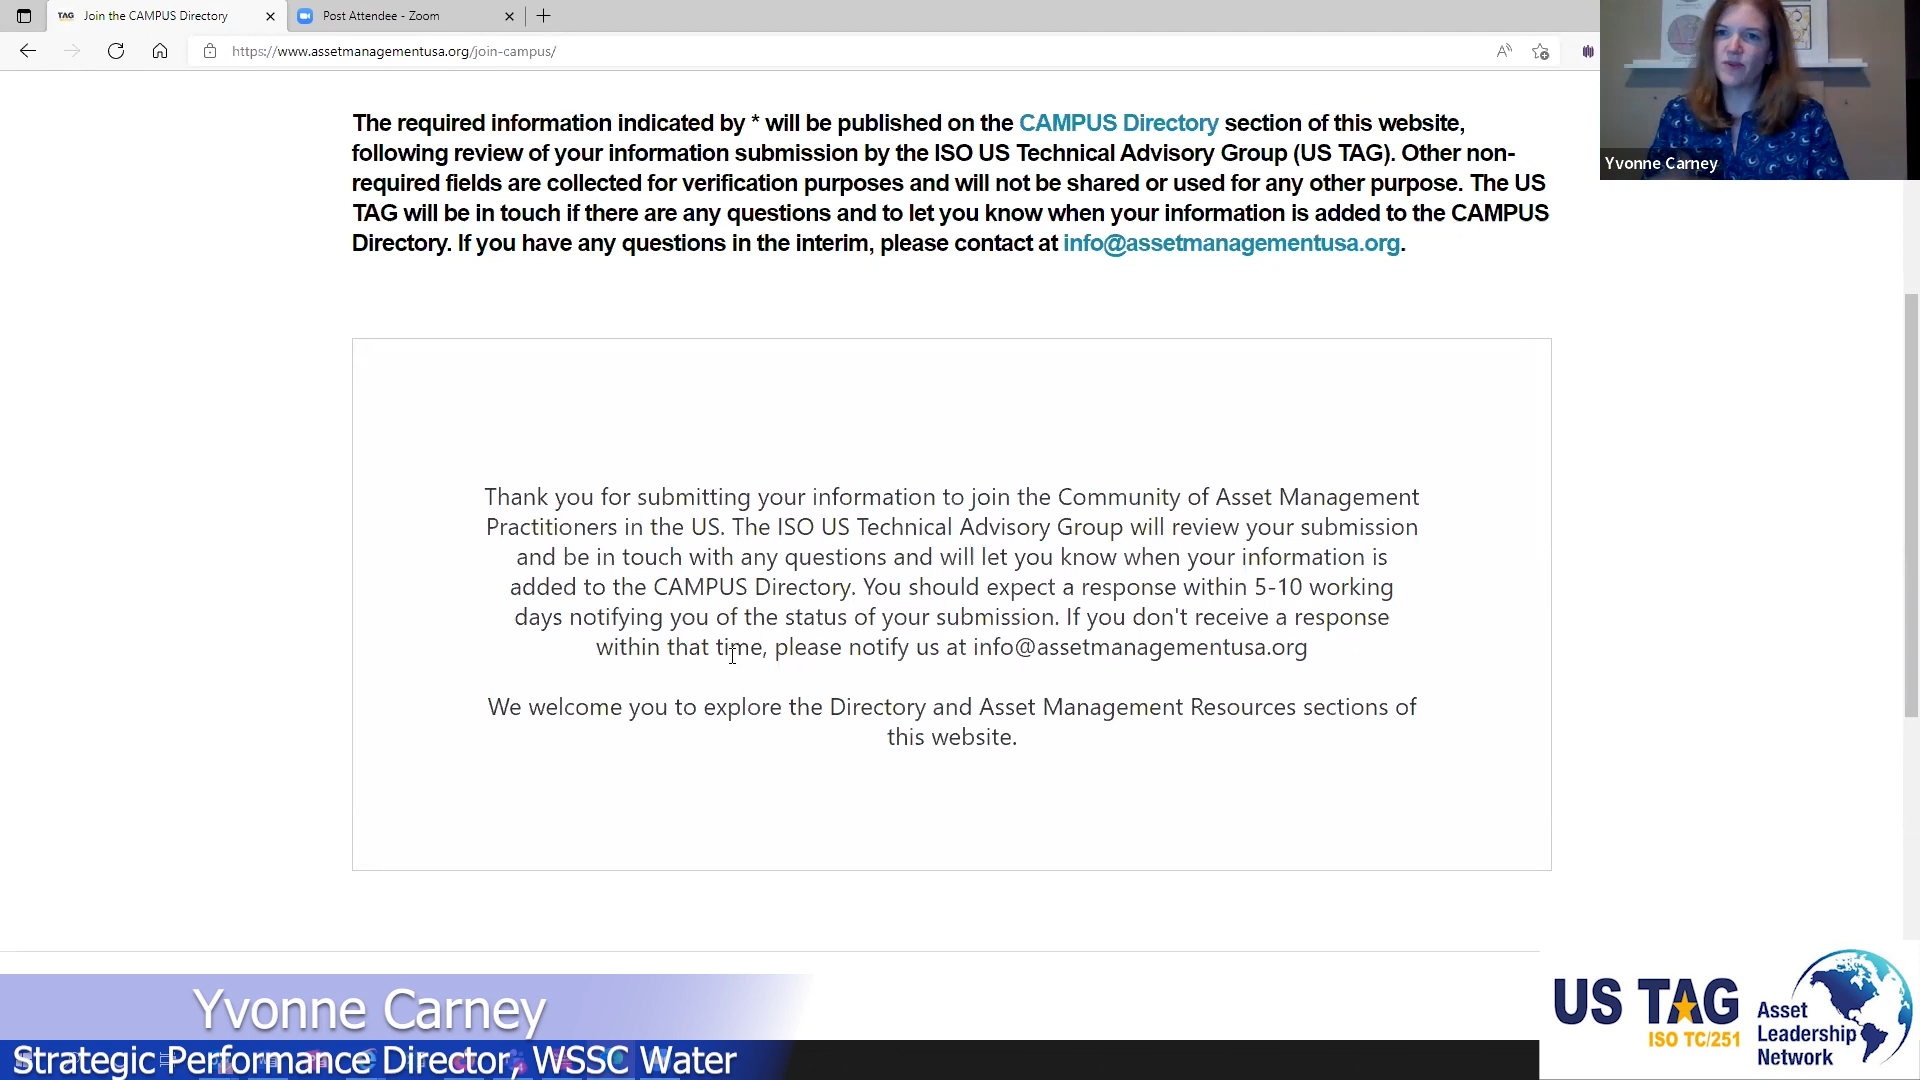 TAG
Join the CAMPUS Directory
Post Attendee - Zoom
https://www.assetmanagementusa.org/join-campus/
The required information indicated by * will be published on the CAMPUS Directory section of this website,
following review of your information submission by the ISO US Technical Advisory Group (US TAG). Other non-
required fields are collected for verification purposes and will not be shared or used for any other purpose. The US
TAG will be in touch if there are any questions and to let you know when your information is added to the CAMPUS
Directory. If you have any questions in the interim, please contact at info@assetmanagementusa.org.
Yvonne Carney
Thank you for submitting your information to join the Community of Asset Management
Practitioners in the US. The ISO US Technical Advisory Group will review your submission
and be in touch with any questions and will let you know when your information is
added to the CAMPUS Directory. You should expect a response within 5-10 working
days notifying you of the status of your submission. If you don't receive a response
within that time, please notify us at info@assetmanagementusa.org
We welcome you to explore the Directory and Asset Management Resources sections of
this website.
Yvonne Carney
Strategic Performance Director, WSSC Water
US TAG
ISO TC/251
Asset
Leadership
Network